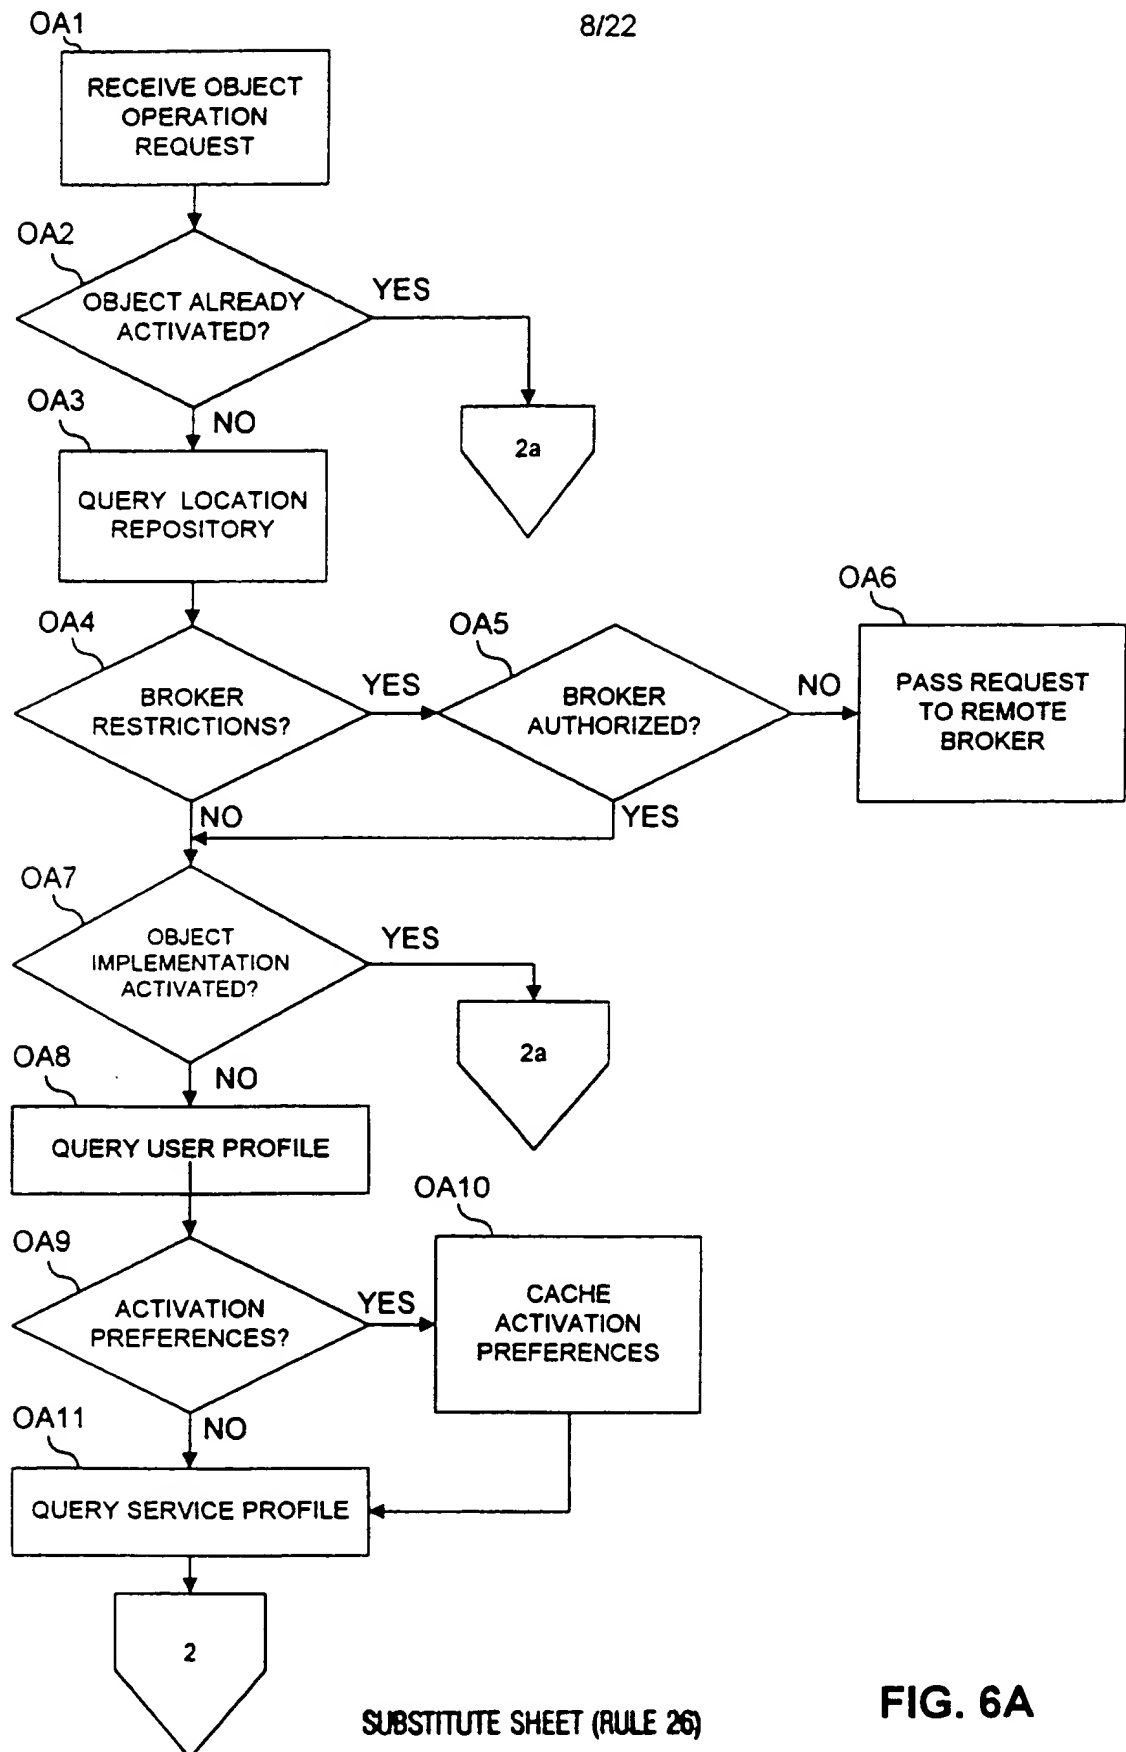 8/22
OA1
RECEIVE OBJECT
OPERATION
REQUEST
OA2
OBJECT ALREADY
ACTIVATED?
YES
NO
2a
OA3
QUERY LOCATION
REPOSITORY
OA4
BROKER
RESTRICTIONS?
YES
NO
OA5
BROKER
AUTHORIZED?
NO
YES
OA6
PASS REQUEST
TO REMOTE
BROKER
OA7
OBJECT
IMPLEMENTATION
ACTIVATED?
YES
NO
2a
OA8
QUERY USER PROFILE
OA9
ACTIVATION
PREFERENCES?
YES
NO
OA10
CACHE
ACTIVATION
PREFERENCES
OA11
QUERY SERVICE PROFILE
2
SUBSTITUTE SHEET (RULE 26)
FIG. 6A